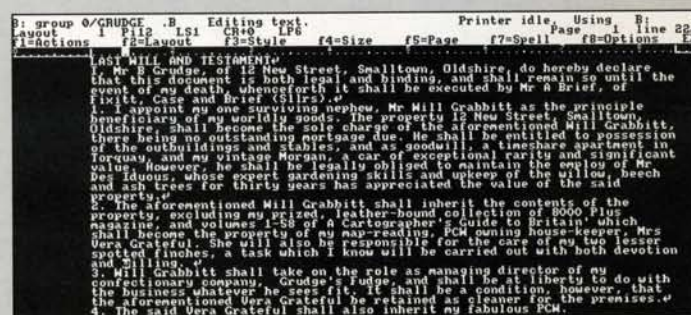 B: group 0/GRUDGE .B Editing text. Printer idle. Using B:
Layout 1 Pi12 LS1 CR+0 LP6 Page 1 line 22
f1=Actions f2=Layout f3=Style f4=Size f5=Page f7=Spell f8=Options E
LAST WILL AND TESTAMENT↵
I, Mr B Grudge, of 12 New Street, Smalltown, Oldshire, do hereby declare
that this document is both legal and binding, and shall remain so until the
event of my death, whenceforth it shall be executed by Mr A Brief, of
Fixitt, Case and Brief (Sllrs).↵
1. I appoint my one surviving nephew, Mr Will Grabbitt as the principle
beneficiary of my worldly goods. The property 12 New Street, Smalltown,
Oldshire, shall become the sole charge of the aforementioned Will Grabbitt,
there being no outstanding mortgage due. He shall be entitled to possession
of the outbuildings and stables, and as goodwill, a timeshare apartment in
Torquay, and my vintage Morgan, a car of exceptional rarity and significant
value. However, he shall be legally obliged to maintain the employ of Mr
Des Iduous, whose expert gardening skills and upkeep of the willow, beech
and ash trees for thirty years has appreciated the value of the said
property.↵
2. The aforementioned Will Grabbitt shall inherit the contents of the
property, excluding my prized, leather-bound collection of 8000 Plus
magazine, and volumes 2-58 of 'A Cartographer's Guide to Britain' which
shall become the property of my map-reading, PCW owning house-keeper, Mrs
Vera Grateful. She will also be responsible for the care of my two lesser
spotted finches, a task which I know will be carried out with both devotion
and Billing.↵
3. Will Grabbitt shall take on the role as managing director of my
confectionary company, 'Grudge's Fudge, and shall be at liberty to do with
the business whatever he sees fit. It shall be a condition, however, that
the aforementioned Vera Grateful be retained as cleaner for the premises.↵
4. The said Vera Grateful shall also inherit my fabulous PCW.